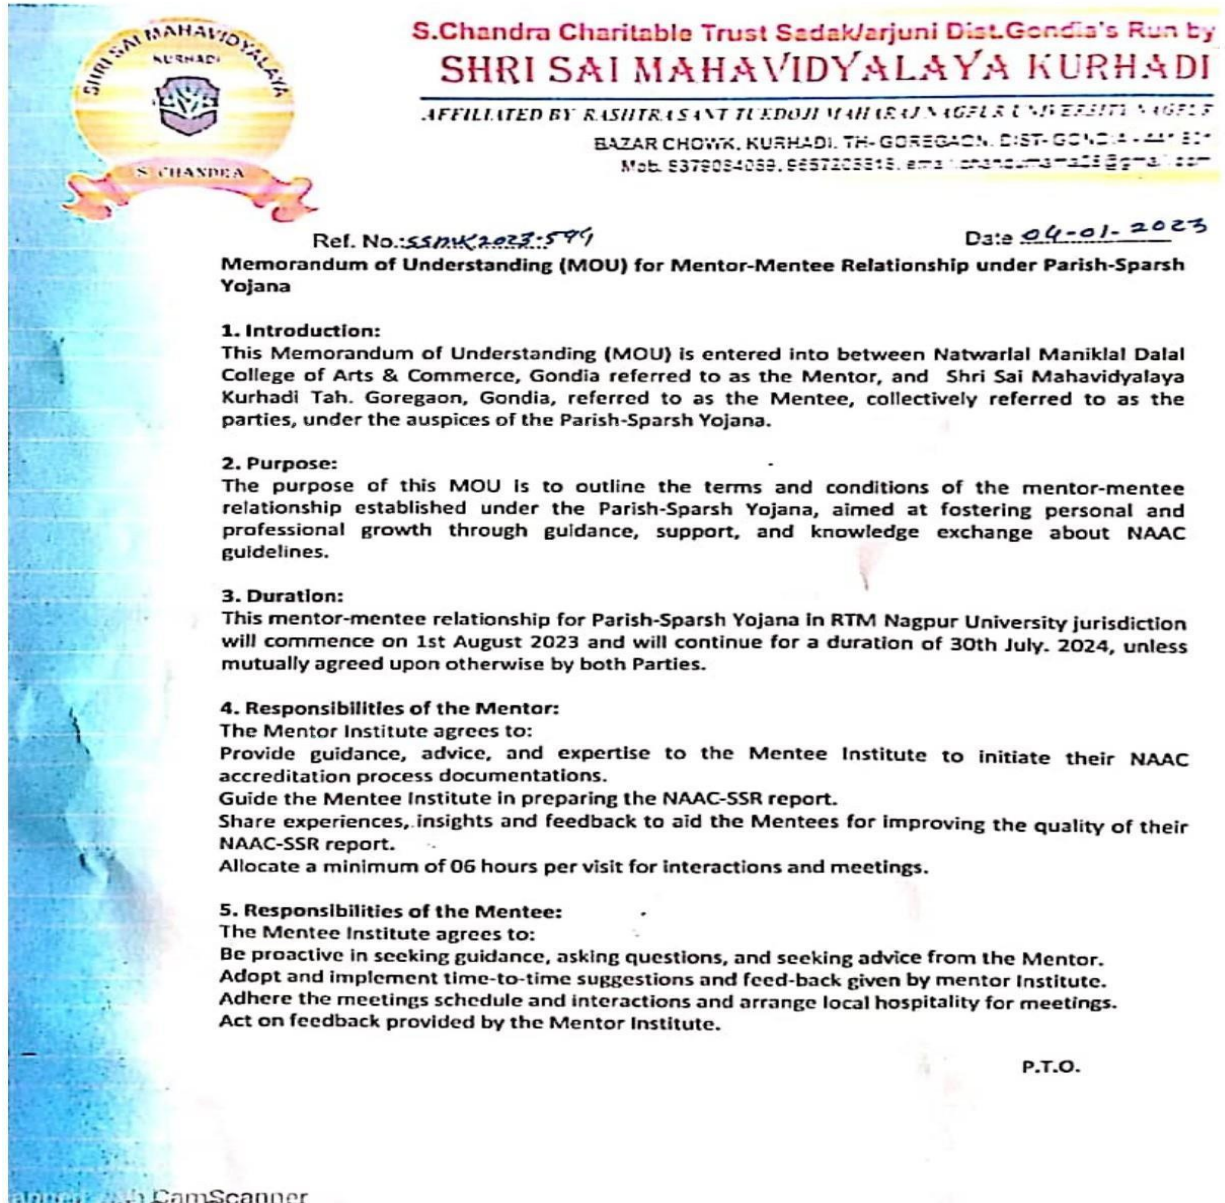 SHRI SAI MAHAVIDYALAYA
KURHADI
S CHANDRA
S.Chandra Charitable Trust Sadak/arjuni Dist.Gondia's Run by
SHRI SAI MAHAVIDYALAYA KURHADI
AFFILIATED BY RASHTRASANT TUKDOJI MAHARAJ NAGPUR UNIVERSITY NAGPUR
BAZAR CHOWK, KURHADI, TH- GOREGAON, DIST- GONDIA -
Mob.
Ref. No.: SSMK2023-594
Date 04-01-2023
Memorandum of Understanding (MOU) for Mentor-Mentee Relationship under Parish-Sparsh
Yojana
1. Introduction:
This Memorandum of Understanding (MOU) is entered into between Natwarlal Maniklal Dalal
College of Arts & Commerce, Gondia referred to as the Mentor, and Shri Sai Mahavidyalaya
Kurhadi Tah. Goregaon, Gondia, referred to as the Mentee, collectively referred to as the
parties, under the auspices of the Parish-Sparsh Yojana.
2. Purpose:
The purpose of this MOU is to outline the terms and conditions of the mentor-mentee
relationship established under the Parish-Sparsh Yojana, aimed at fostering personal and
professional growth through guidance, support, and knowledge exchange about NAAC
guidelines.
3. Duration:
This mentor-mentee relationship for Parish-Sparsh Yojana in RTM Nagpur University jurisdiction
will commence on 1st August 2023 and will continue for a duration of 30th July. 2024, unless
mutually agreed upon otherwise by both Parties.
4. Responsibilities of the Mentor:
The Mentor Institute agrees to:
Provide guidance, advice, and expertise to the Mentee Institute to initiate their NAAC
accreditation process documentations.
Guide the Mentee Institute in preparing the NAAC-SSR report.
Share experiences, insights and feedback to aid the Mentees for improving the quality of their
NAAC-SSR report.
Allocate a minimum of 06 hours per visit for interactions and meetings.
5. Responsibilities of the Mentee:
The Mentee Institute agrees to:
Be proactive in seeking guidance, asking questions, and seeking advice from the Mentor.
Adopt and implement time-to-time suggestions and feed-back given by mentor Institute.
Adhere the meetings schedule and interactions and arrange local hospitality for meetings.
Act on feedback provided by the Mentor Institute.
P.T.O.
CamScanner